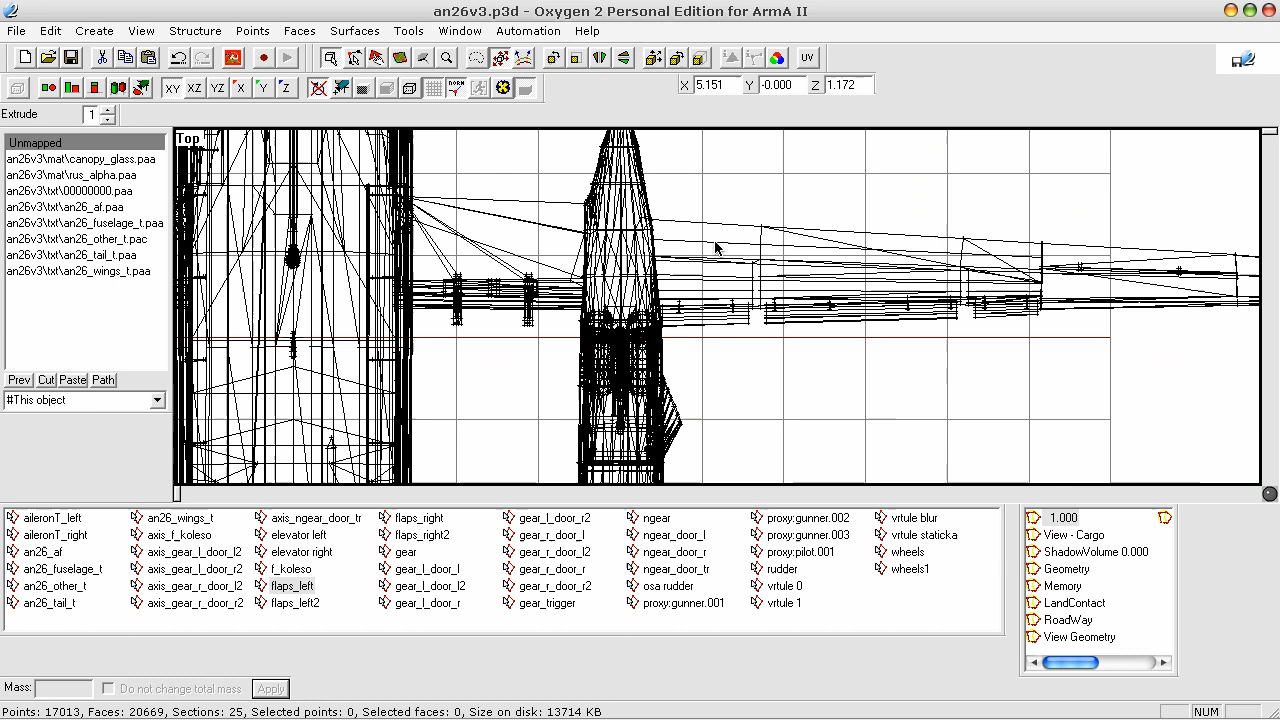 an26v3.p3d - Oxygen 2 Personal Edition for ArmA II
File Edit Create View Structure Points Faces Surfaces Tools Window Automation Help
UV
XY XZ YZ X Y Z NORM X 5.151 Y -0.000 Z 1.172
Extrude 1
Unmapped
an26v3\mat\canopy_glass.paa
an26v3\mat\rus_alpha.paa
an26v3\txt\00000000.paa
an26v3\txt\an26_af.paa
an26v3\txt\an26_fuselage_t.paa
an26v3\txt\an26_other_t.pac
an26v3\txt\an26_tail_t.paa
an26v3\txt\an26_wings_t.paa
Prev Cut Paste Path
#This object
Top
aileronT_left an26_wings_t axis_ngear_door_tr flaps_right gear_l_door_r2 ngear proxy:gunner.002 vrtule blur
aileronT_right axis_f_koleso elevator left flaps_right2 gear_r_door_l ngear_door_l proxy:gunner.003 vrtule staticka
an26_af axis_gear_l_door_l2 elevator right gear gear_r_door_l2 ngear_door_r proxy:pilot.001 wheels
an26_fuselage_t axis_gear_l_door_r2 f_koleso gear_l_door_l gear_r_door_r ngear_door_tr rudder wheels1
an26_other_t axis_gear_r_door_l2 flaps_left gear_l_door_l2 gear_r_door_r2 osa rudder vrtule 0
an26_tail_t axis_gear_r_door_r2 flaps_left2 gear_l_door_r gear_trigger proxy:gunner.001 vrtule 1
1.000
View - Cargo
ShadowVolume 0.000
Geometry
Memory
LandContact
RoadWay
View Geometry
Mass: Do not change total mass Apply
Points: 17013, Faces: 20669, Sections: 25, Selected points: 0, Selected faces: 0, Size on disk: 13714 KB NUM